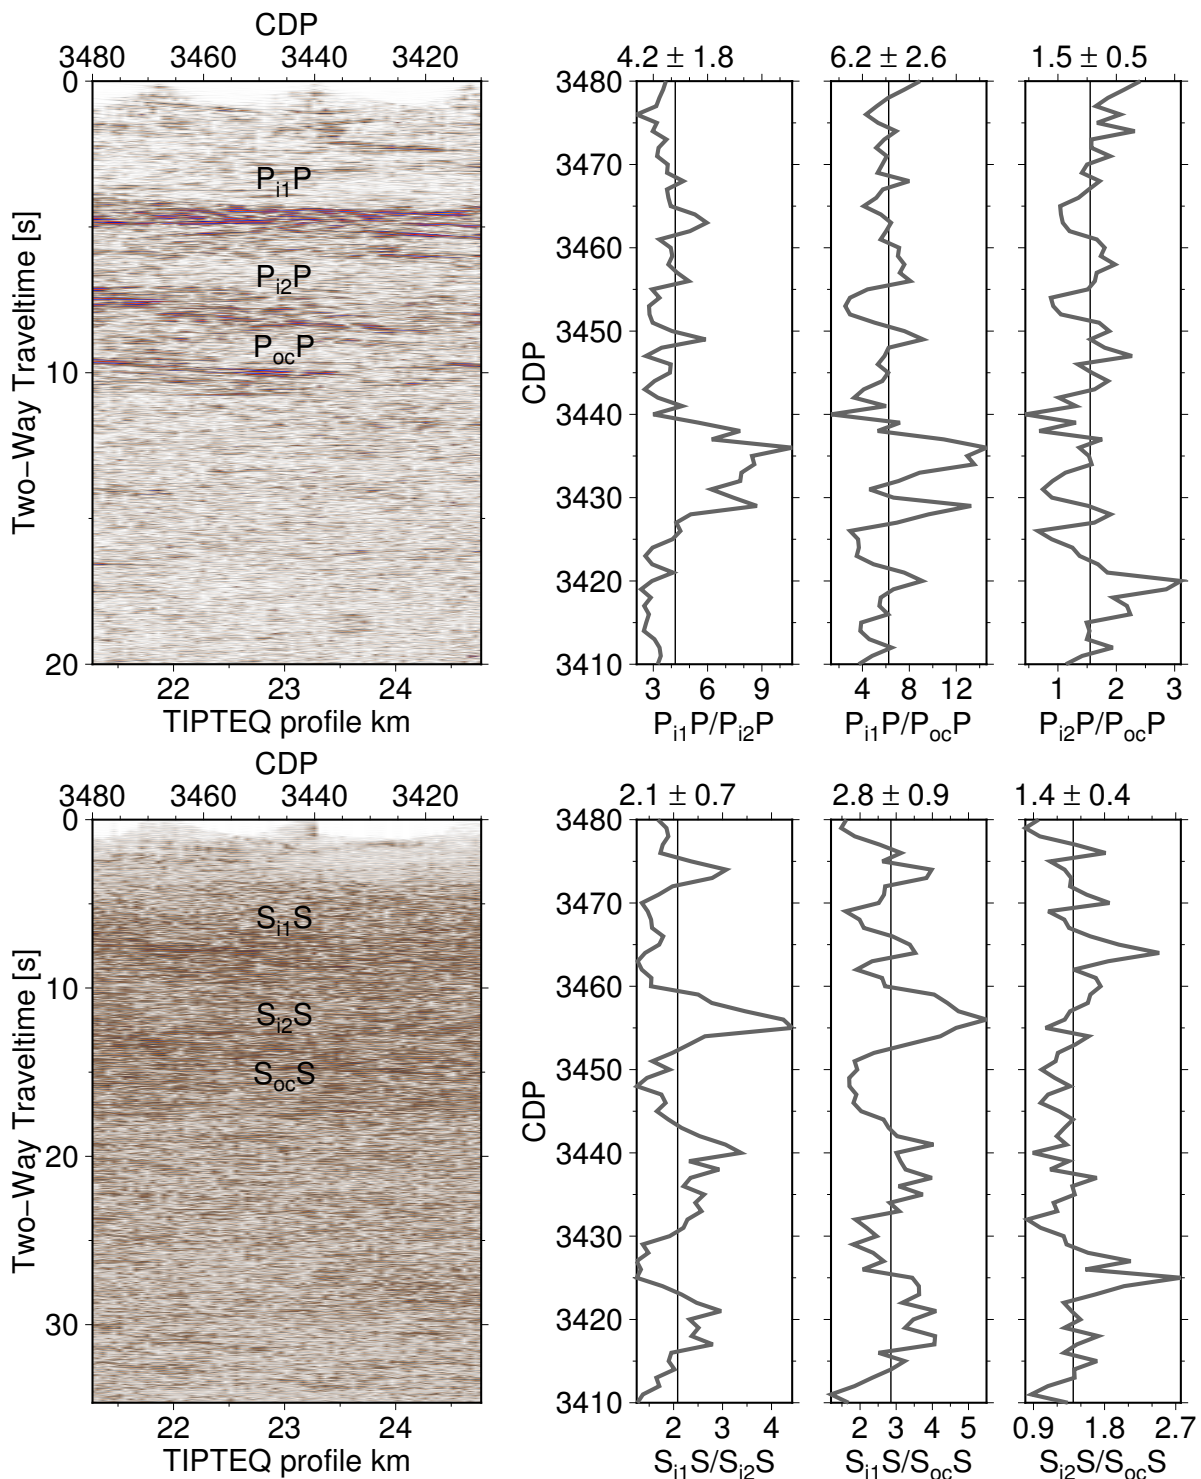 CDP
3480 3460 3440 3420
4.2 ± 1.8 6.2 ± 2.6 1.5 ± 0.5
0
10
20
Two−Way Traveltime [s]
Pi1P
Pi2P
PocP
22 23 24
TIPTEQ profile km
CDP
3480
3470
3460
3450
3440
3430
3420
3410
3 6 9
Pi1P/Pi2P
4 8 12
Pi1P/PocP
1 2 3
Pi2P/PocP
CDP
3480 3460 3440 3420
2.1 ± 0.7 2.8 ± 0.9 1.4 ± 0.4
0
10
20
30
Two−Way Traveltime [s]
Si1S
Si2S
SocS
22 23 24
TIPTEQ profile km
CDP
3480
3470
3460
3450
3440
3430
3420
3410
2 3 4
Si1S/Si2S
2 3 4 5
Si1S/SocS
0.9 1.8 2.7
Si2S/SocS